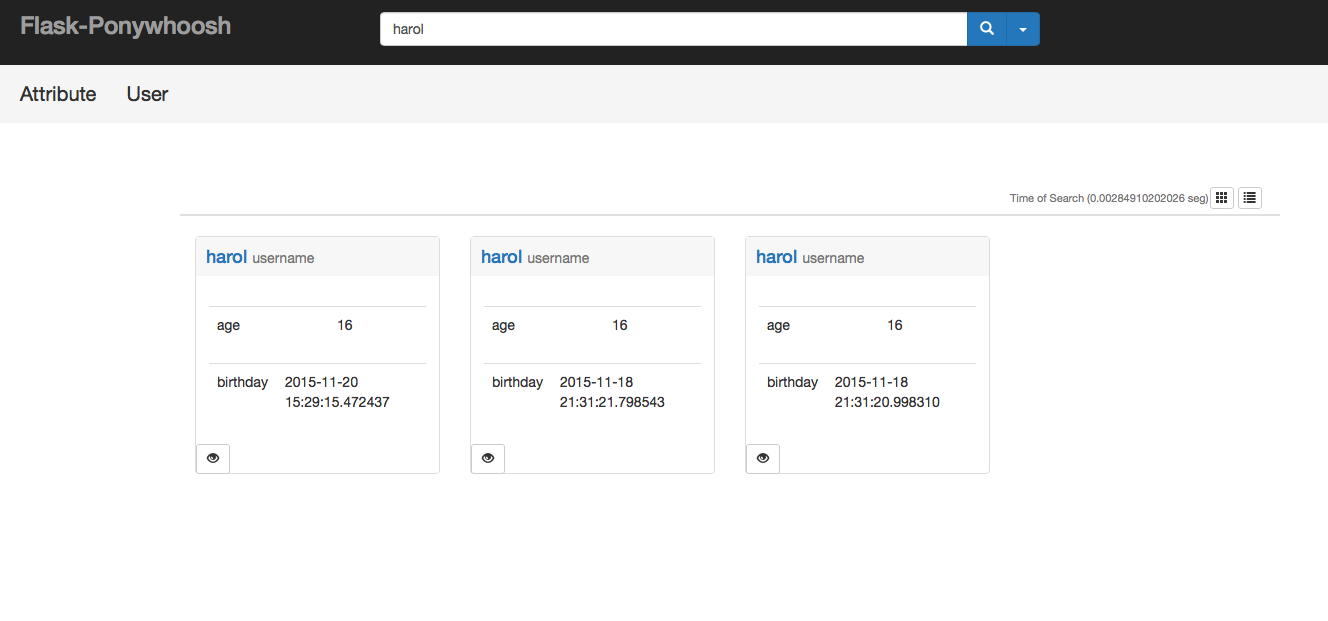 Flask-Ponywhoosh
harol
Attribute User
Time of Search (0.00284910202026 seg)
harol username
age 16
birthday 2015-11-20
15:29:15.472437
harol username
age 16
birthday 2015-11-18
21:31:21.798543
harol username
age 16
birthday 2015-11-18
21:31:20.998310